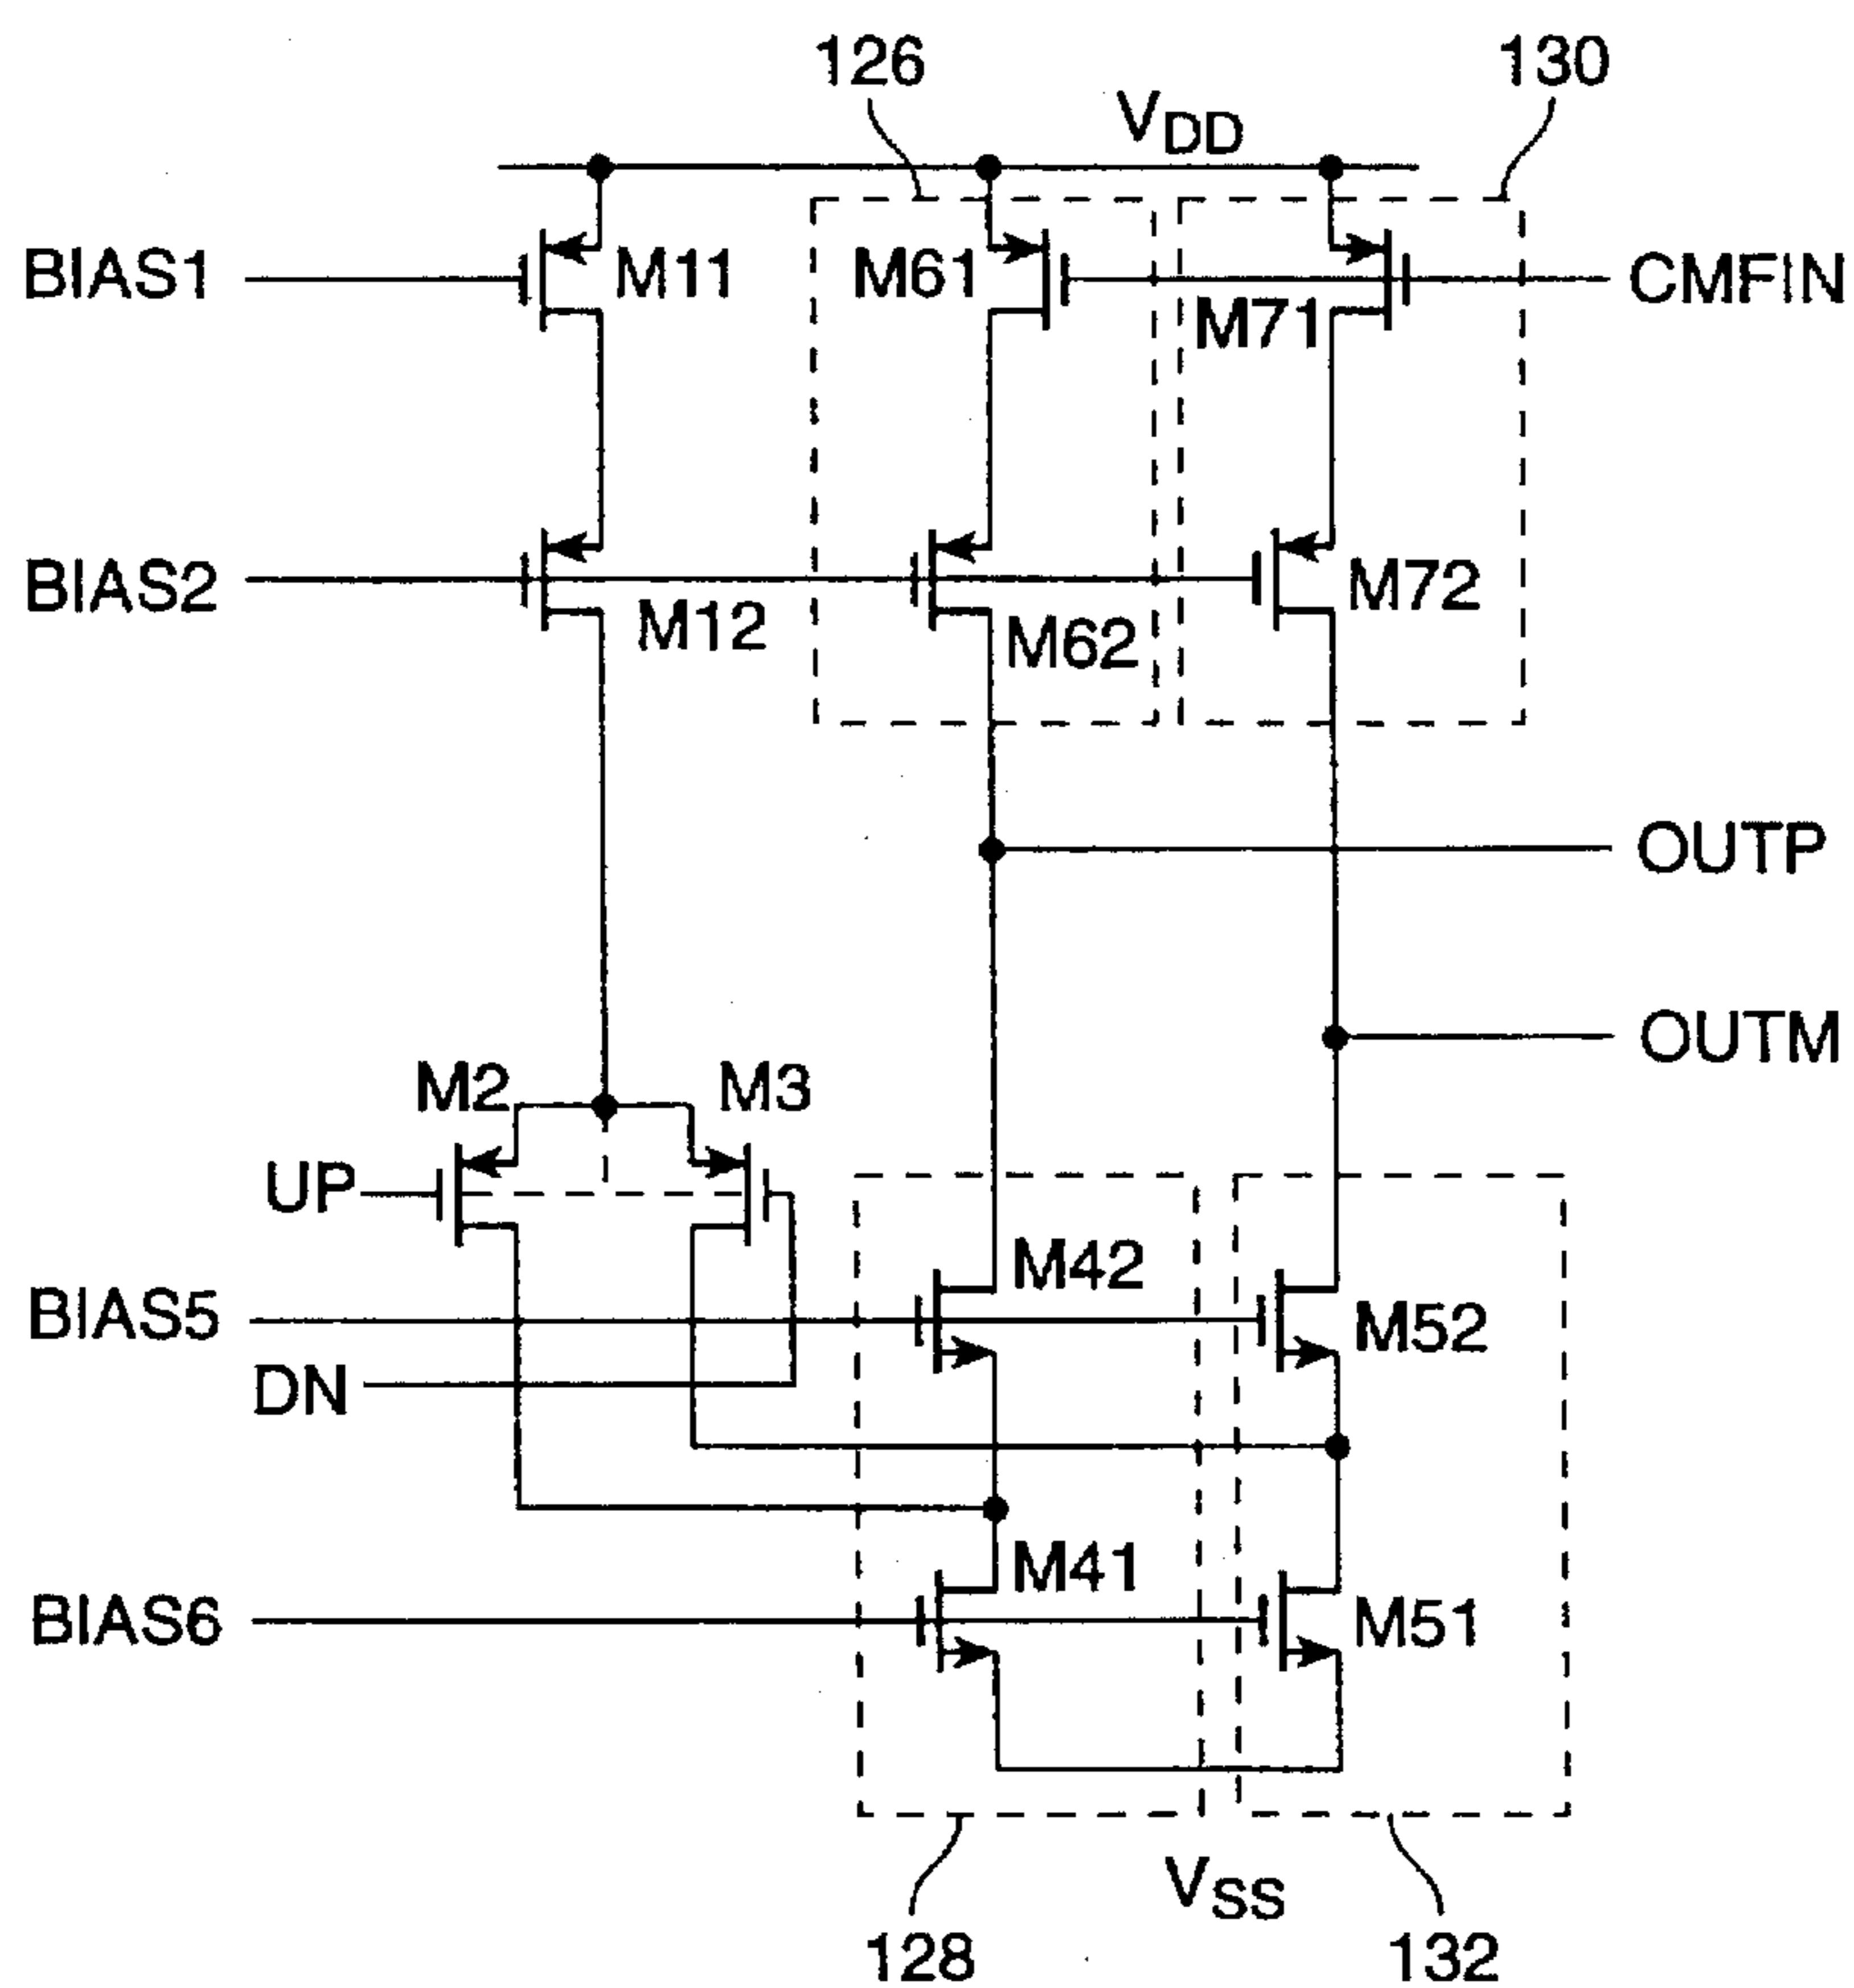 126
130
VDD
BIAS1
M11
M61
M71
CMFIN
BIAS2
M12
M62
M72
OUTP
OUTM
M2
M3
UP
M42
BIAS5
M52
DN
M41
BIAS6
M51
VSS
128
132